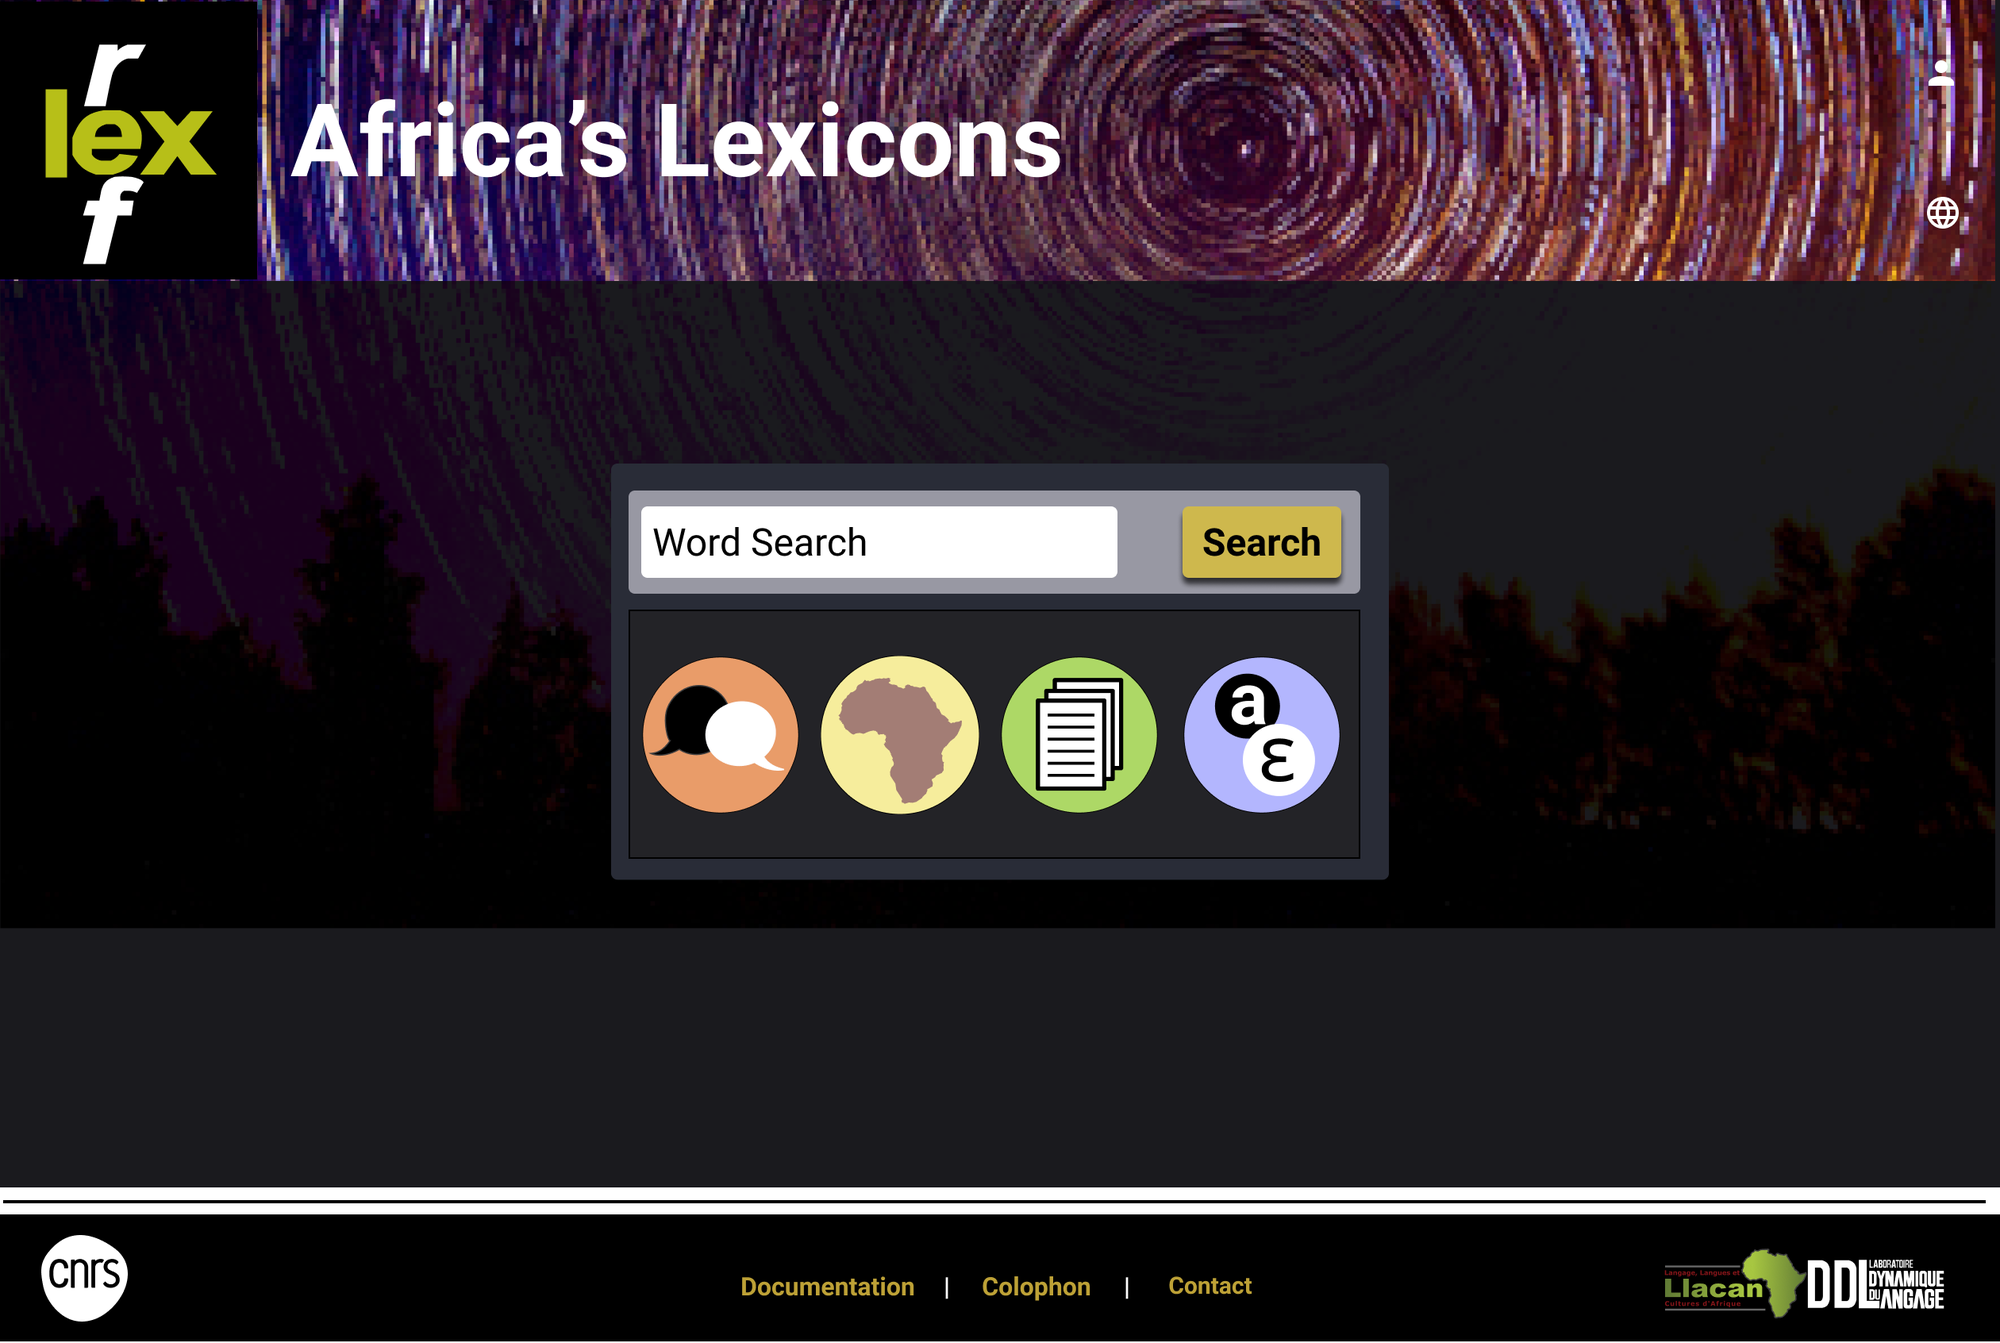 r
lex
f
Africa’s Lexicons
Word Search
Search
a
ɛ
Documentation | Colophon | Contact
cnrs
Langage, Langues et
Llacan
Cultures d'Afrique
DDL
LABORATOIRE
DYNAMIQUE
DU LANGAGE